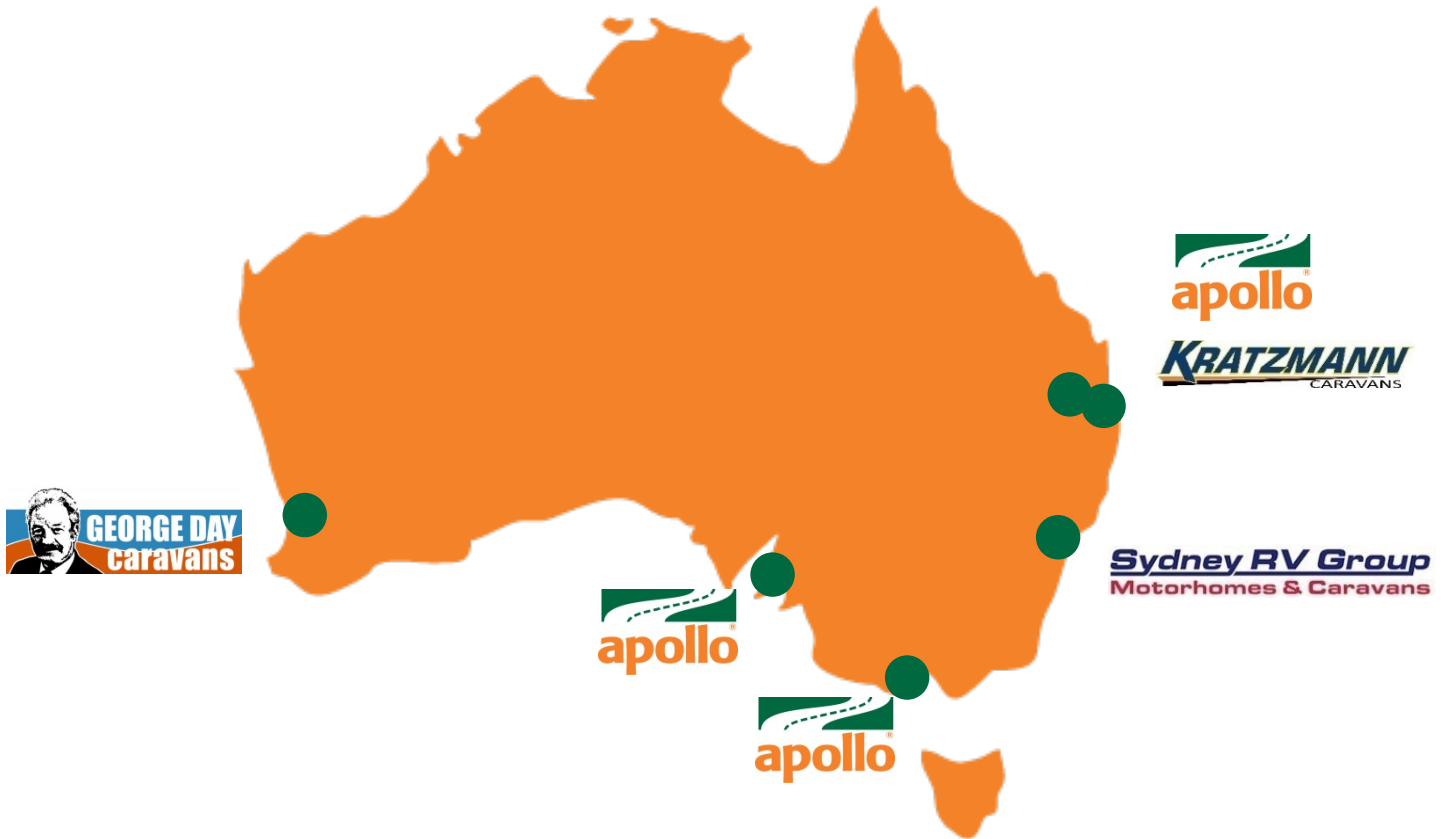 apollo®
KRATZMANN
CARAVANS
GEORGE DAY
caravans
Sydney RV Group
Motorhomes & Caravans
apollo®
apollo®